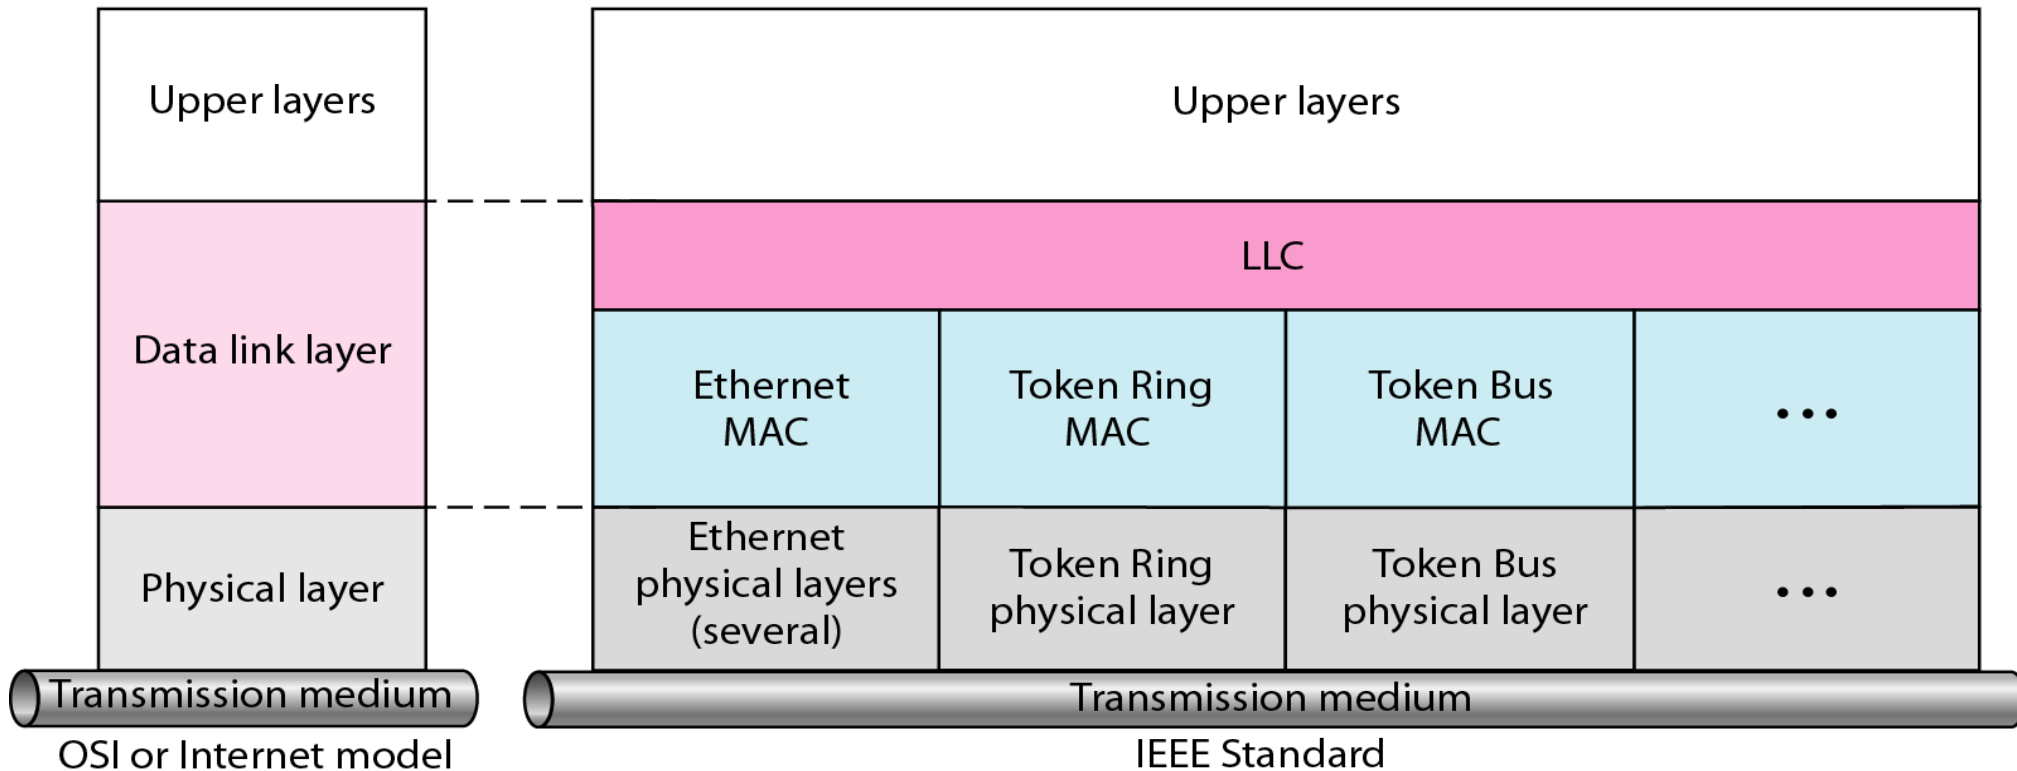 Upper layers
Data link layer
Physical layer
Transmission medium
OSI or Internet model
Upper layers
LLC
Ethernet
MAC
Token Ring
MAC
Token Bus
MAC
...
Ethernet
physical layers
(several)
Token Ring
physical layer
Token Bus
physical layer
...
Transmission medium
IEEE Standard